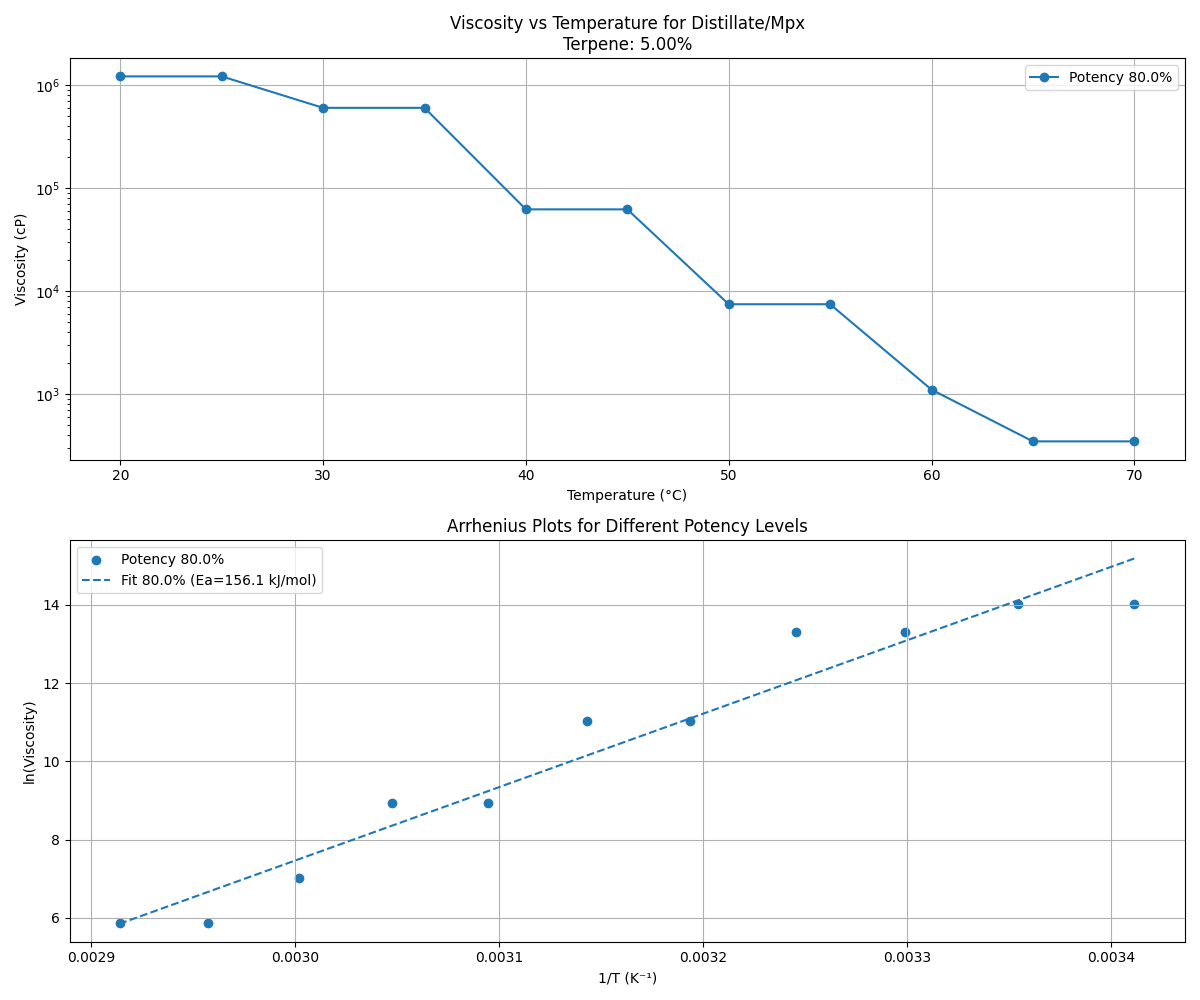 Viscosity vs Temperature for Distillate/Mpx
Terpene: 5.00%
Potency 80.0%
10⁶
10⁵
10⁴
10³
Viscosity (cP)
20 30 40 50 60 70
Temperature (°C)
Arrhenius Plots for Different Potency Levels
Potency 80.0%
Fit 80.0% (Ea=156.1 kJ/mol)
14
12
10
8
6
ln(Viscosity)
0.0029 0.0030 0.0031 0.0032 0.0033 0.0034
1/T (K⁻¹)